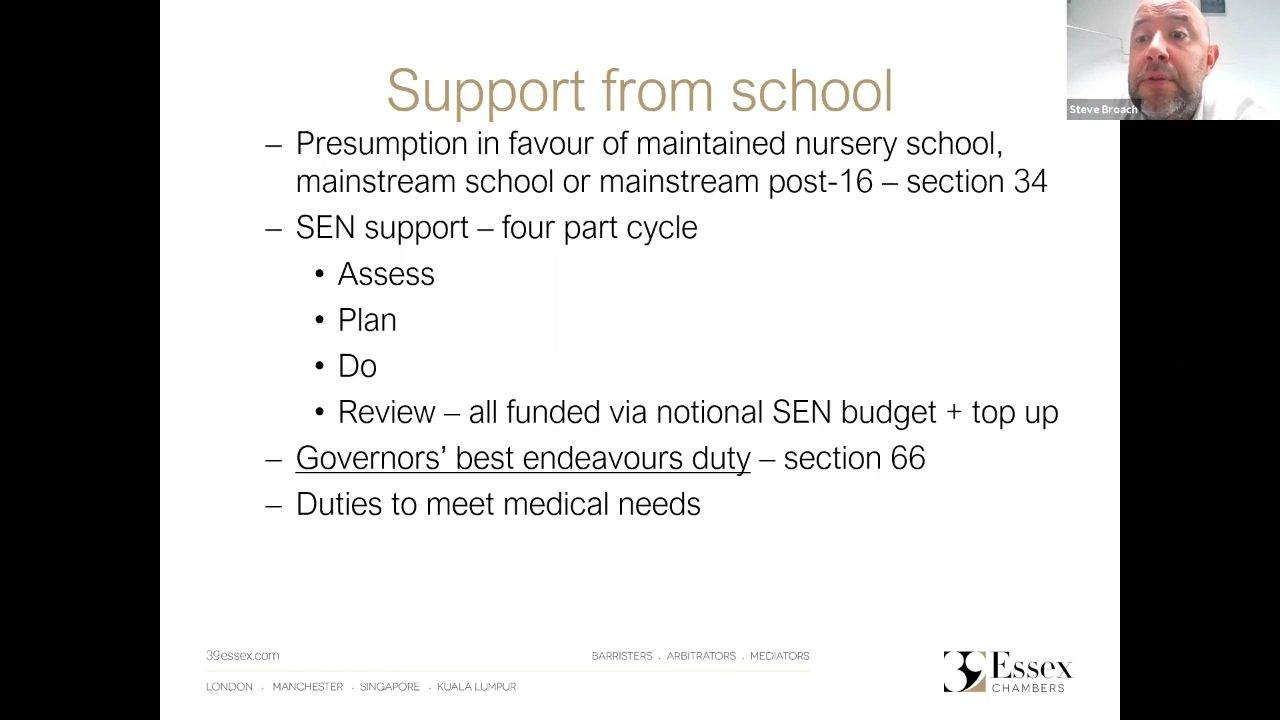 Support from school
– Presumption in favour of maintained nursery school,
mainstream school or mainstream post-16 – section 34
– SEN support – four part cycle
• Assess
• Plan
• Do
• Review – all funded via notional SEN budget + top up
– Governors’ best endeavours duty – section 66
– Duties to meet medical needs
Steve Broach
39essex.com
BARRISTERS . ARBITRATORS . MEDIATORS
LONDON . MANCHESTER . SINGAPORE . KUALA LUMPUR
39 Essex
CHAMBERS